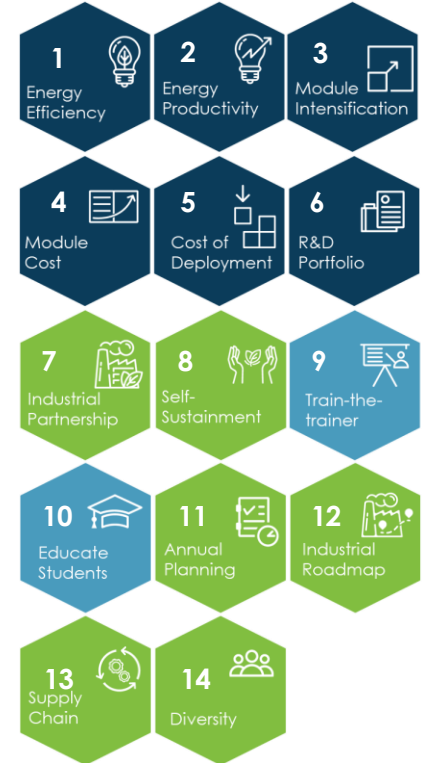 1
Energy
Efficiency
2
Energy
Productivity
3
Module
Intensification
4
Module
Cost
5
Cost of
Deployment
6
R&D
Portfolio
7
Industrial
Partnership
8
Self-
Sustainment
9
Train-the-
trainer
10
Educate
Students
11
Annual
Planning
12
Industrial
Roadmap
13
Supply
Chain
14
Diversity